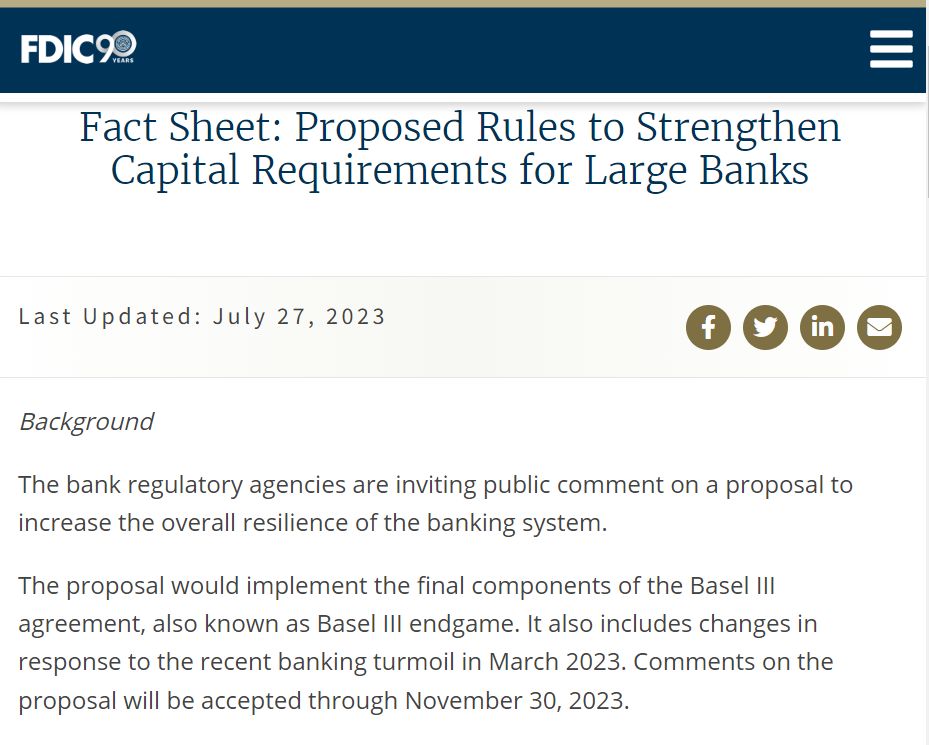 FDIC90 YEARS
Fact Sheet: Proposed Rules to Strengthen
Capital Requirements for Large Banks
Last Updated: July 27, 2023
Background
The bank regulatory agencies are inviting public comment on a proposal to
increase the overall resilience of the banking system.
The proposal would implement the final components of the Basel III
agreement, also known as Basel III endgame. It also includes changes in
response to the recent banking turmoil in March 2023. Comments on the
proposal will be accepted through November 30, 2023.